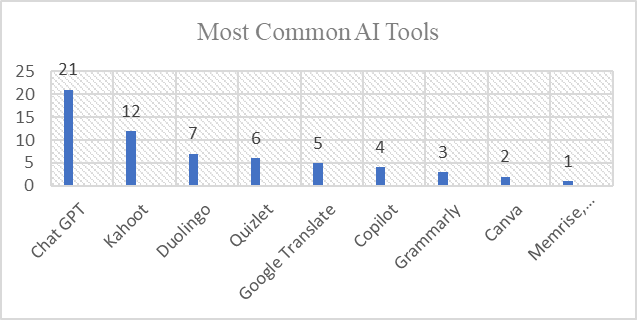 Most Common AI Tools
25
20
15
10
5
0
21
12
7
6
5
4
3
2
1
Chat GPT
Kahoot
Duolingo
Quizlet
Google Translate
Copilot
Grammarly
Canva
Memrise,...